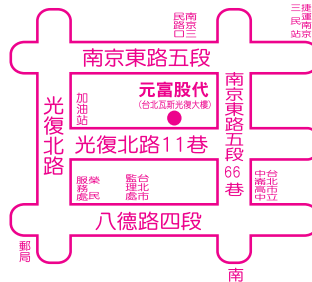 捷運南京
三民站
南京三
民路口
南京東路五段
光復北路
加油站
元富股代
(台北瓦斯光復大樓)
南京東路五段66巷
光復北路11巷
榮民
服務處
台北市
監理處
台北市立
中崙高中
八德路四段
郵局
南